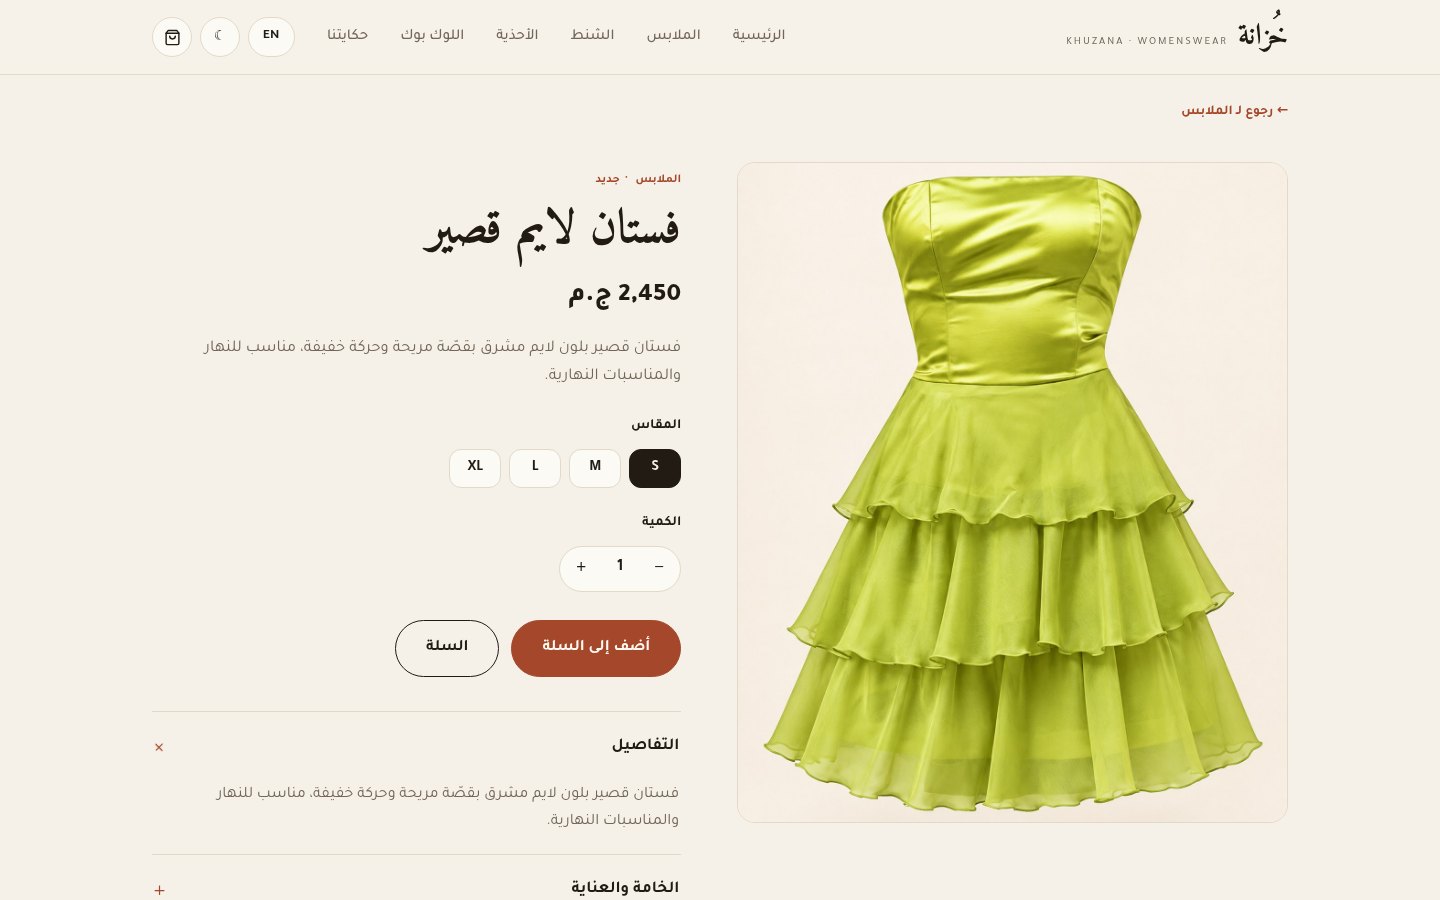 خُزانة
KHUZANA · WOMENSWEAR
الرئيسية
الملابس
الشنط
الأحذية
اللوك بوك
حكايتنا
EN
← رجوع لـ الملابس
الملابس · جديد
فستان لايم قصير
2,450 ج.م
فستان قصير بلون لايم مشرق بقصّة مريحة وحركة خفيفة، مناسب للنهار
والمناسبات النهارية.
المقاس
S
M
L
XL
الكمية
− 1 +
أضف إلى السلة
السلة
التفاصيل ×
فستان قصير بلون لايم مشرق بقصّة مريحة وحركة خفيفة، مناسب للنهار
والمناسبات النهارية.
الخامة والعناية +